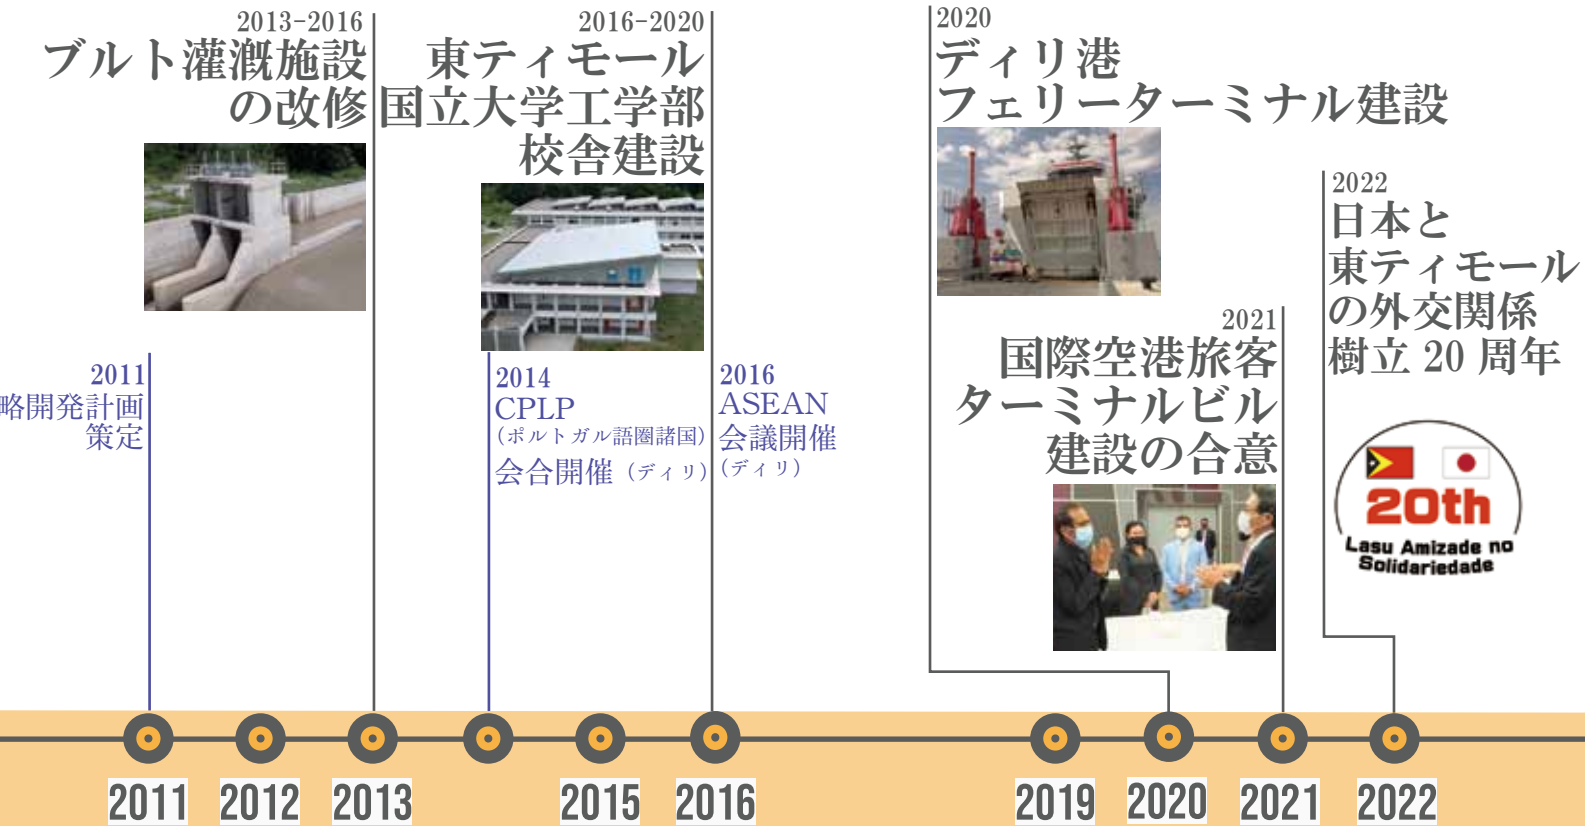 2013-2016
ブルト灌漑施設
の改修
2016-2020
東ティモール
国立大学工学部
校舎建設
2020
ディリ港
フェリーターミナル建設
2022
日本と
東ティモール
の外交関係
樹立 20 周年
2021
国際空港旅客
ターミナルビル
建設の合意
2011
略開発計画
策定
2014
CPLP
（ポルトガル語圏諸国）
会合開催（ディリ）
2016
ASEAN
会議開催
（ディリ）
20th
Lasu Amizade no
Solidariedade
2011
2012
2013
2015
2016
2019
2020
2021
2022